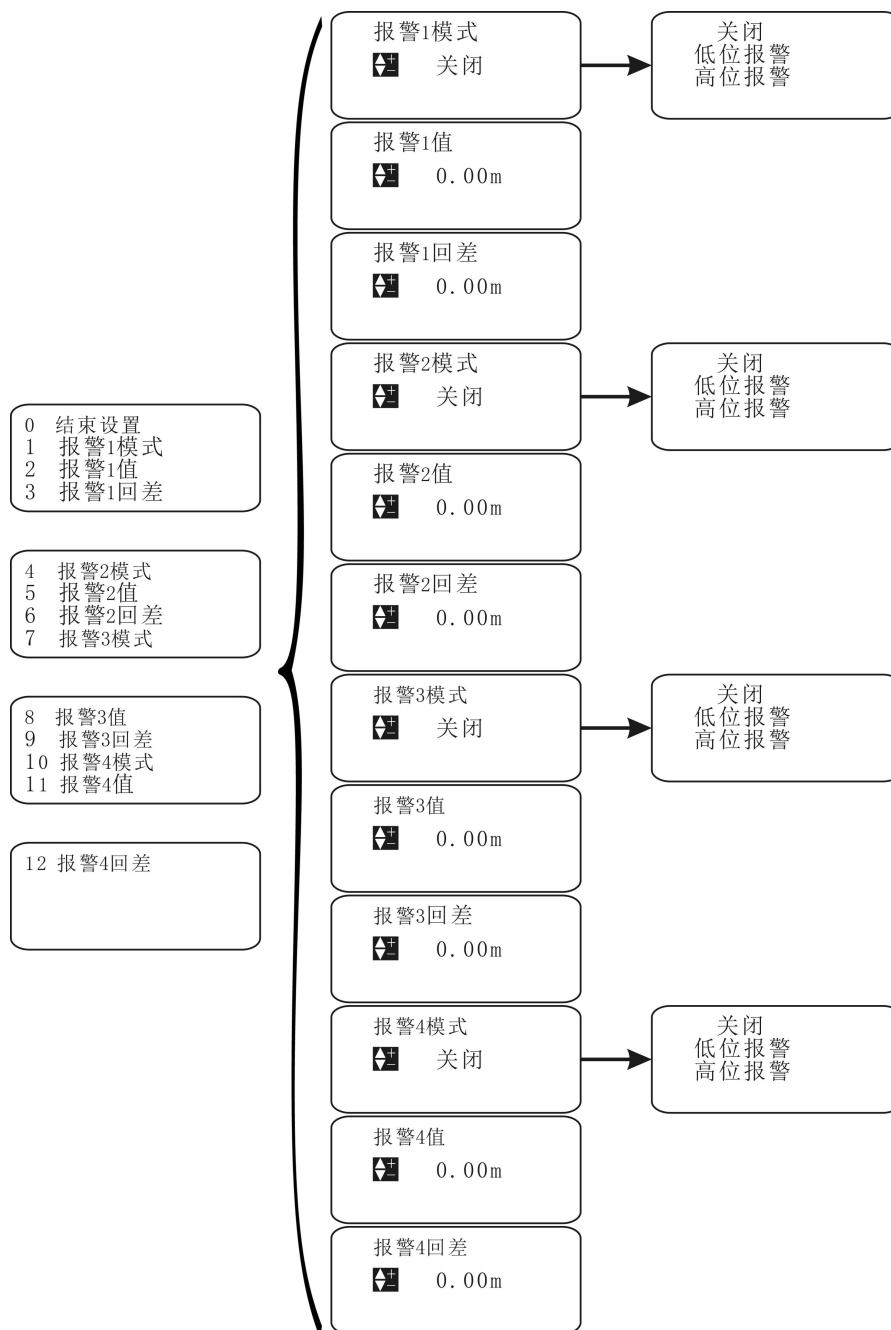 0 结束设置
1 报警1模式
2 报警1值
3 报警1回差
4 报警2模式
5 报警2值
6 报警2回差
7 报警3模式
8 报警3值
9 报警3回差
10 报警4模式
11 报警4值
12 报警4回差
报警1模式
关闭
关闭
低位报警
高位报警
报警1值
0.00m
报警1回差
0.00m
报警2模式
关闭
关闭
低位报警
高位报警
报警2值
0.00m
报警2回差
0.00m
报警3模式
关闭
关闭
低位报警
高位报警
报警3值
0.00m
报警3回差
0.00m
报警4模式
关闭
关闭
低位报警
高位报警
报警4值
0.00m
报警4回差
0.00m